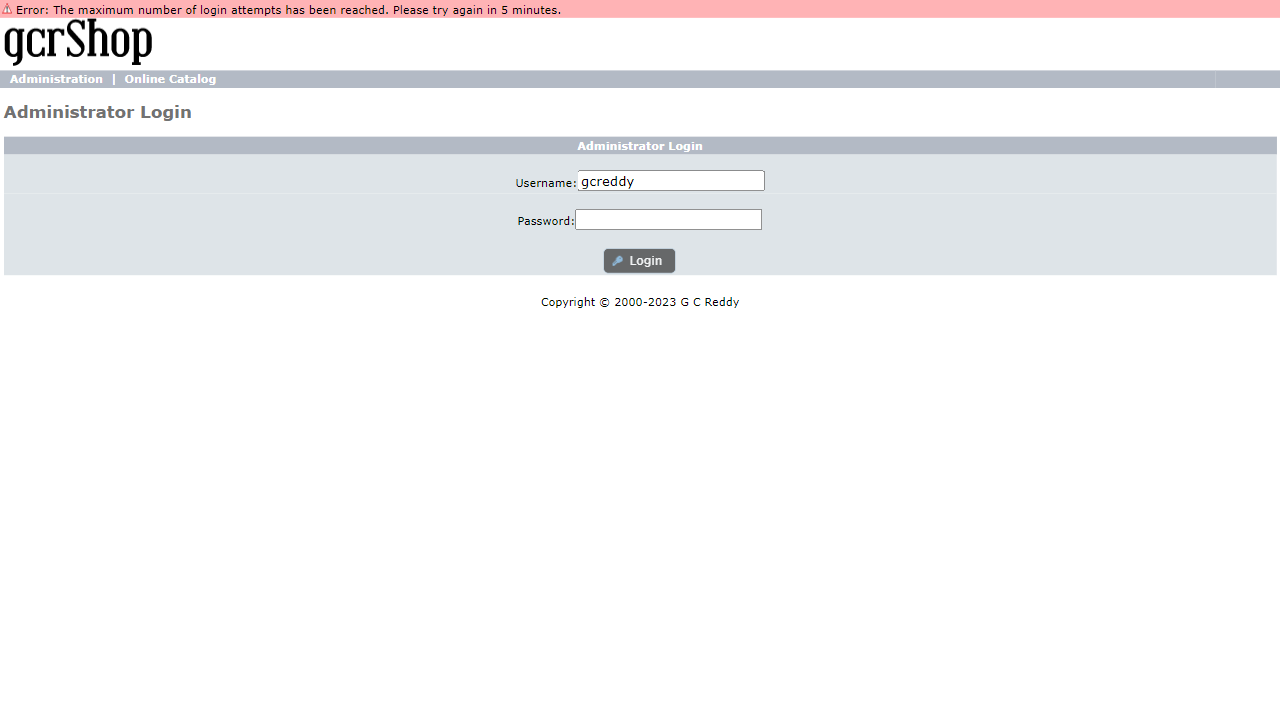 Error: The maximum number of login attempts has been reached. Please try again in 5 minutes.
gcrShop
Administration | Online Catalog
Administrator Login
Administrator Login
Username: gcreddy
Password:
Login
Copyright © 2000-2023 G C Reddy